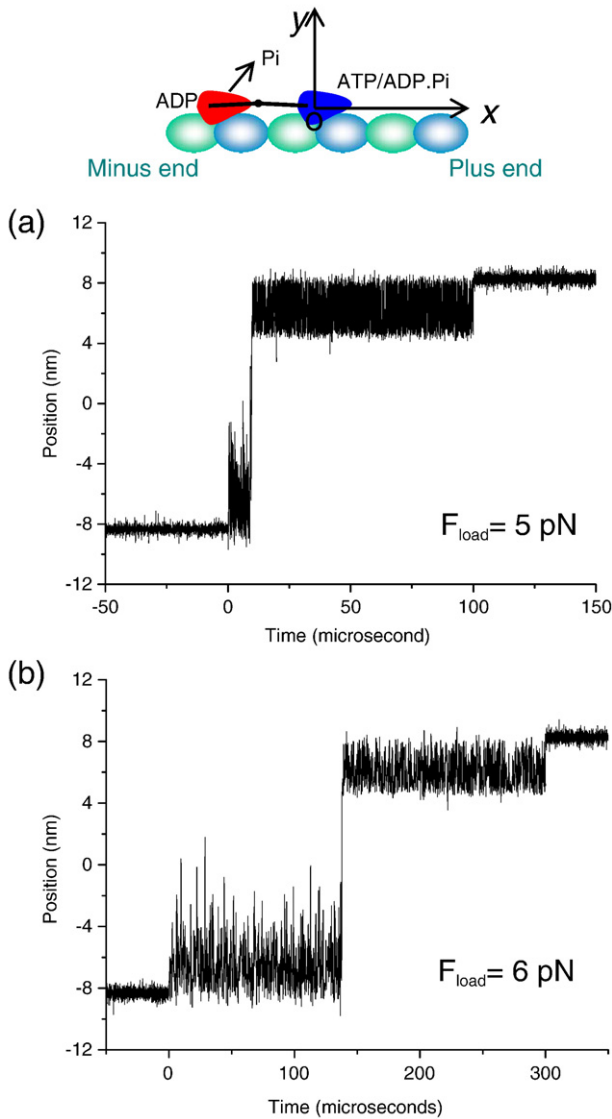 y
Pi
ADP
ATP/ADP.Pi
O
x
Minus end
Plus end
(a)
12
8
4
0
-4
-8
-12
Position (nm)
F_load= 5 pN
-50
0
50
100
150
Time (microsecond)
(b)
12
8
4
0
-4
-8
-12
Position (nm)
F_load= 6 pN
0
100
200
300
Time (microseconds)